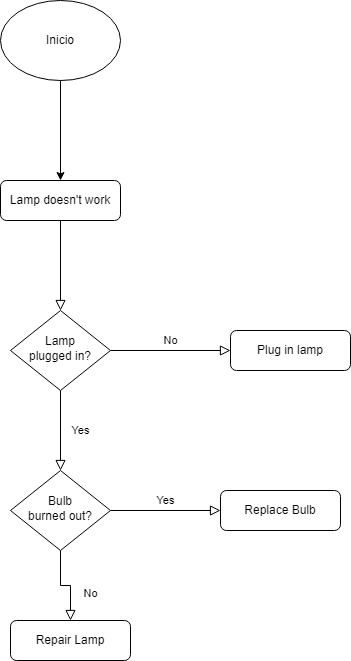 Inicio
Lamp doesn't work
Lamp
plugged in?
No
Plug in lamp
Yes
Bulb
burned out?
Yes
Replace Bulb
No
Repair Lamp